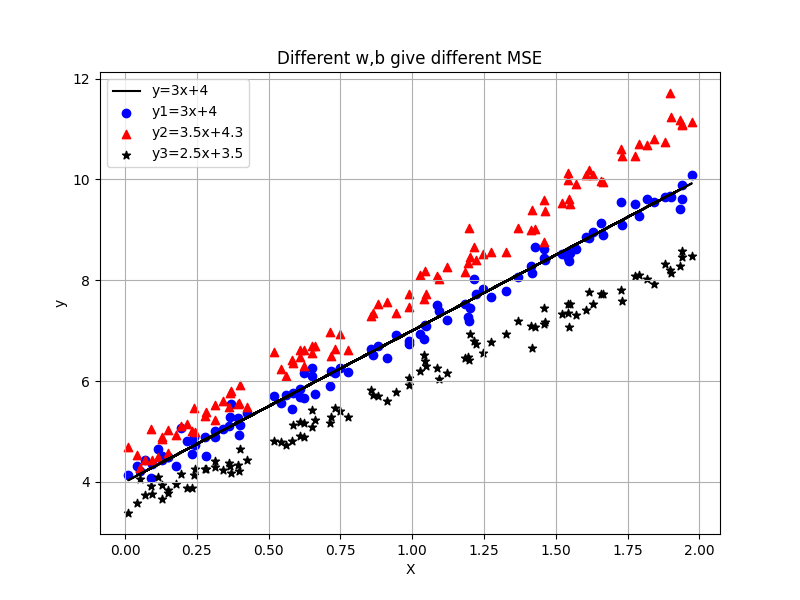 Different w,b give different MSE
y=3x+4
y1=3x+4
y2=3.5x+4.3
y3=2.5x+3.5
12
10
8
6
4
y
0.00 0.25 0.50 0.75 1.00 1.25 1.50 1.75 2.00
X